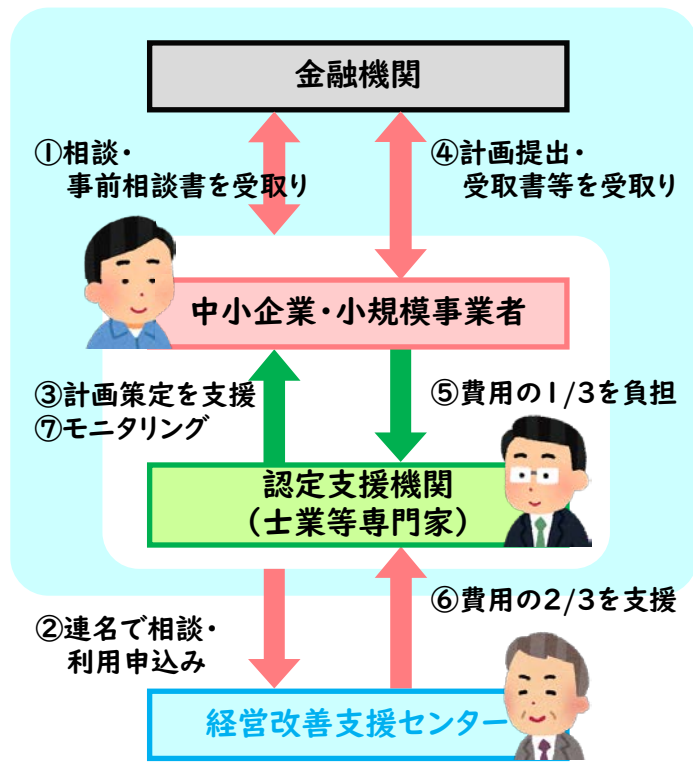 金融機関
①相談・
事前相談書を受取り
④計画提出・
受取書等を受取り
中小企業・小規模事業者
③計画策定を支援
⑦モニタリング
⑤費用の1/3を負担
認定支援機関
（士業等専門家）
②連名で相談・
利用申込み
⑥費用の2/3を支援
経営改善支援センター